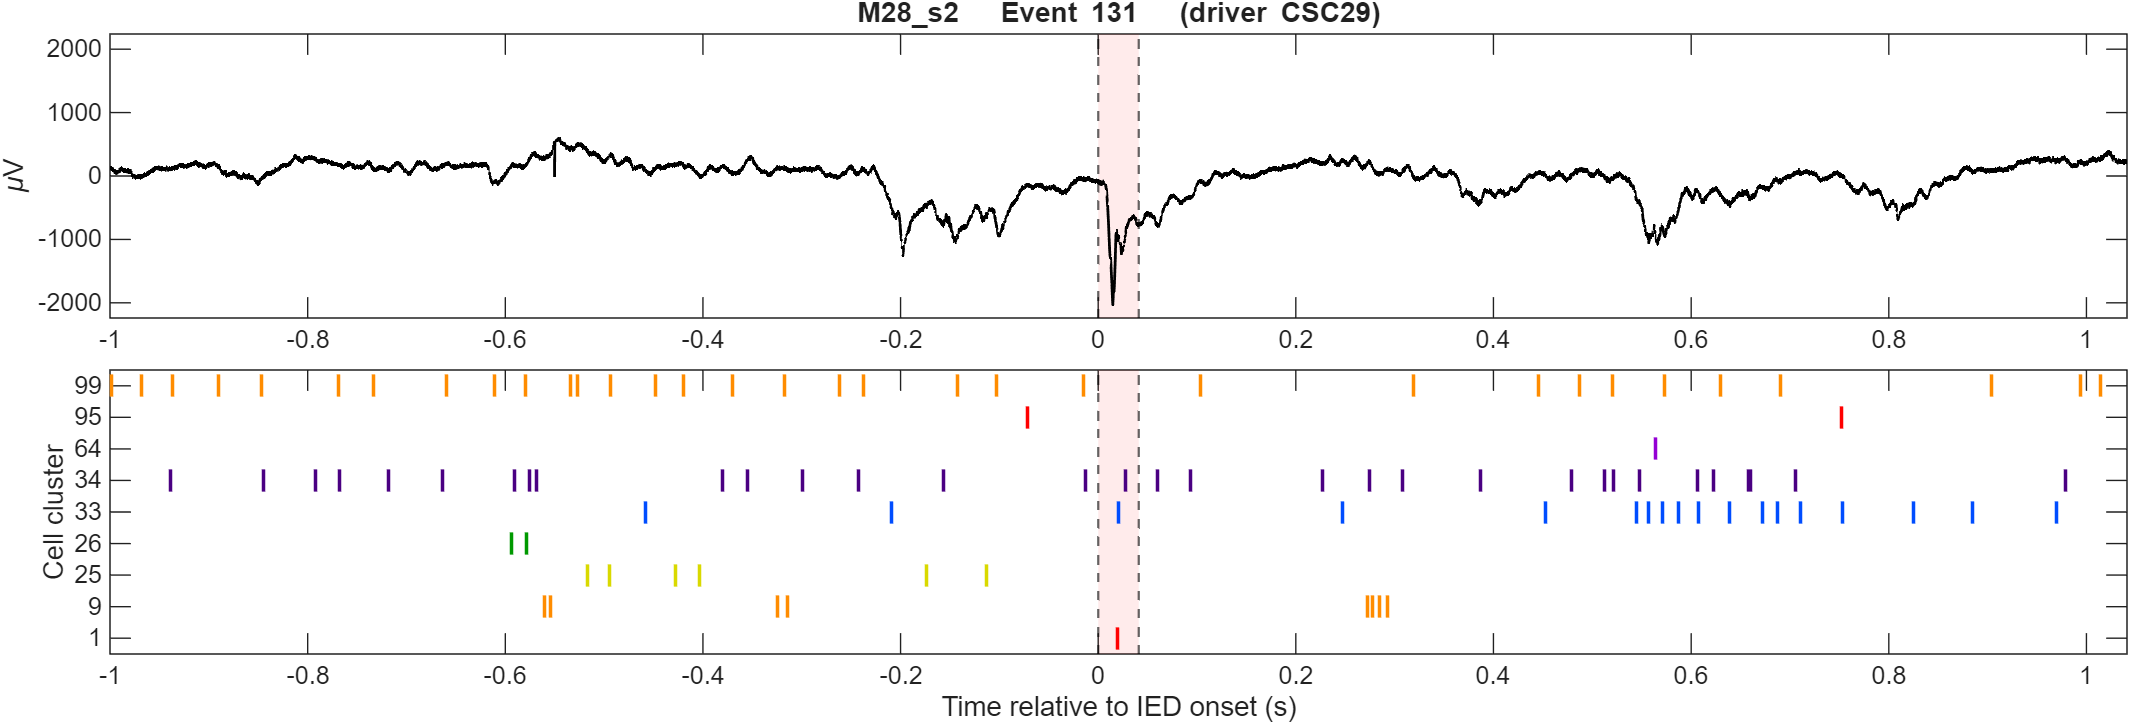 M28_s2 Event 131 (driver CSC29)
2000
1000
0
-1000
-2000
µV
-1 -0.8 -0.6 -0.4 -0.2 0 0.2 0.4 0.6 0.8 1
99
95
64
34
33
26
25
9
1
Cell cluster
-1 -0.8 -0.6 -0.4 -0.2 0 0.2 0.4 0.6 0.8 1
Time relative to IED onset (s)